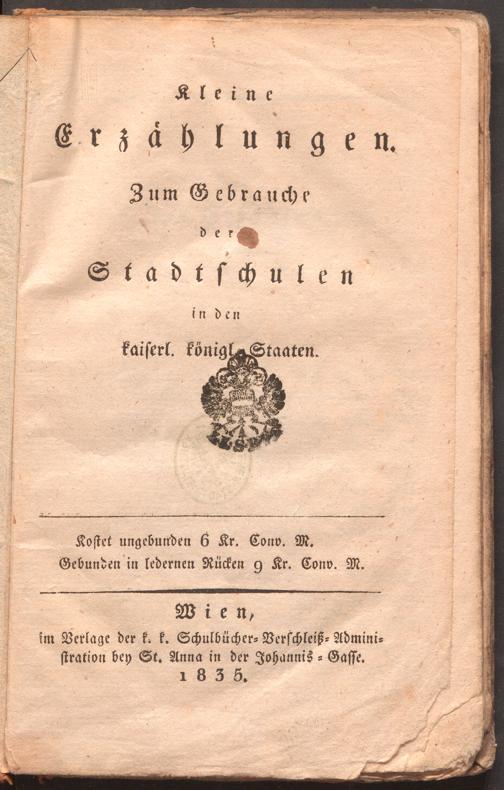 Kleine
Erzählungen.
Zum Gebrauche
der
Stadtschulen
in den
kaiserl. königl. Staaten.
Kostet ungebunden 6 Kr. Conv. M.
Gebunden in ledernen Rücken 9 Kr. Conv. M.
Wien,
im Verlage der k. k. Schulbücher-Verschleiß-Admini-
stration bey St. Anna in der Johannis-Gasse.
1835.